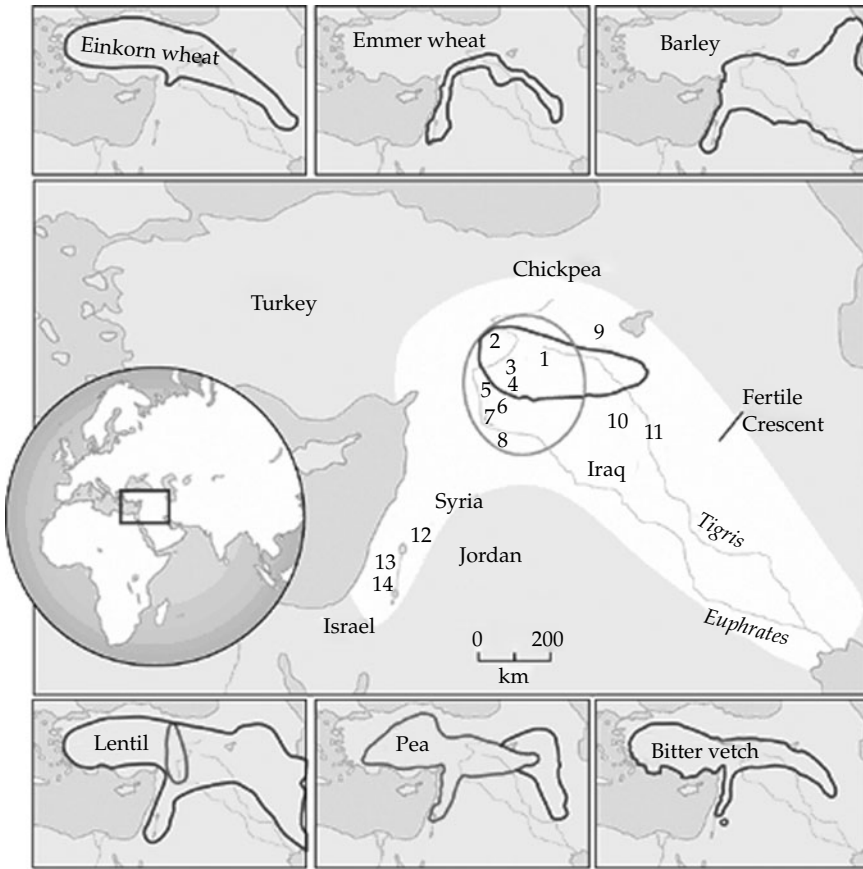 Einkorn wheat
Emmer wheat
Barley
Chickpea
Turkey
9
2
1
3
4
5
6
7
8
10
11
Fertile
Crescent
Iraq
Syria
Tigris
12
13
Jordan
14
Israel
Euphrates
0 200
km
Lentil
Pea
Bitter vetch